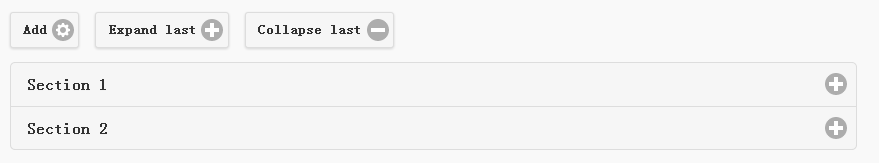 Add Expand last Collapse last
Section 1
Section 2